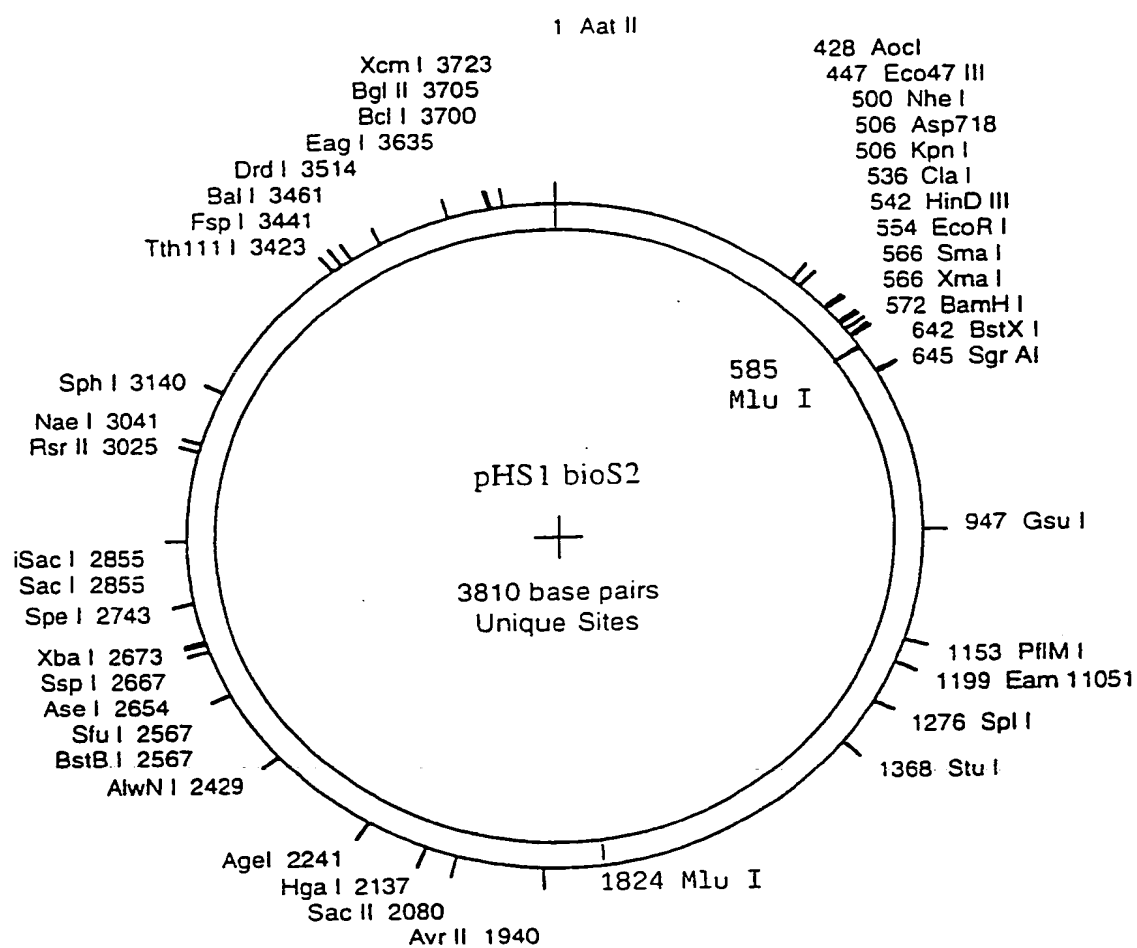 1 Aat II
428 AocI
447 Eco47 III
500 Nhe I
506 Asp718
506 Kpn I
536 Cla I
542 HinD III
554 EcoR I
566 Sma I
566 Xma I
572 BamH I
642 BstX I
645 Sgr AI
585
Mlu I
947 Gsu I
1153 PflM I
1199 Eam 11051
1276 Spl I
1368 Stu I
1824 Mlu I
Avr II 1940
Sac II 2080
Hga I 2137
AgeI 2241
AlwN I 2429
BstB I 2567
Sfu I 2567
Ase I 2654
Ssp I 2667
Xba I 2673
Spe I 2743
Sac I 2855
iSac I 2855
Rsr II 3025
Nae I 3041
Sph I 3140
Tth111 I 3423
Fsp I 3441
Bal I 3461
Drd I 3514
Eag I 3635
Bcl I 3700
Bgl II 3705
Xcm I 3723
pHS1 bioS2
3810 base pairs
Unique Sites